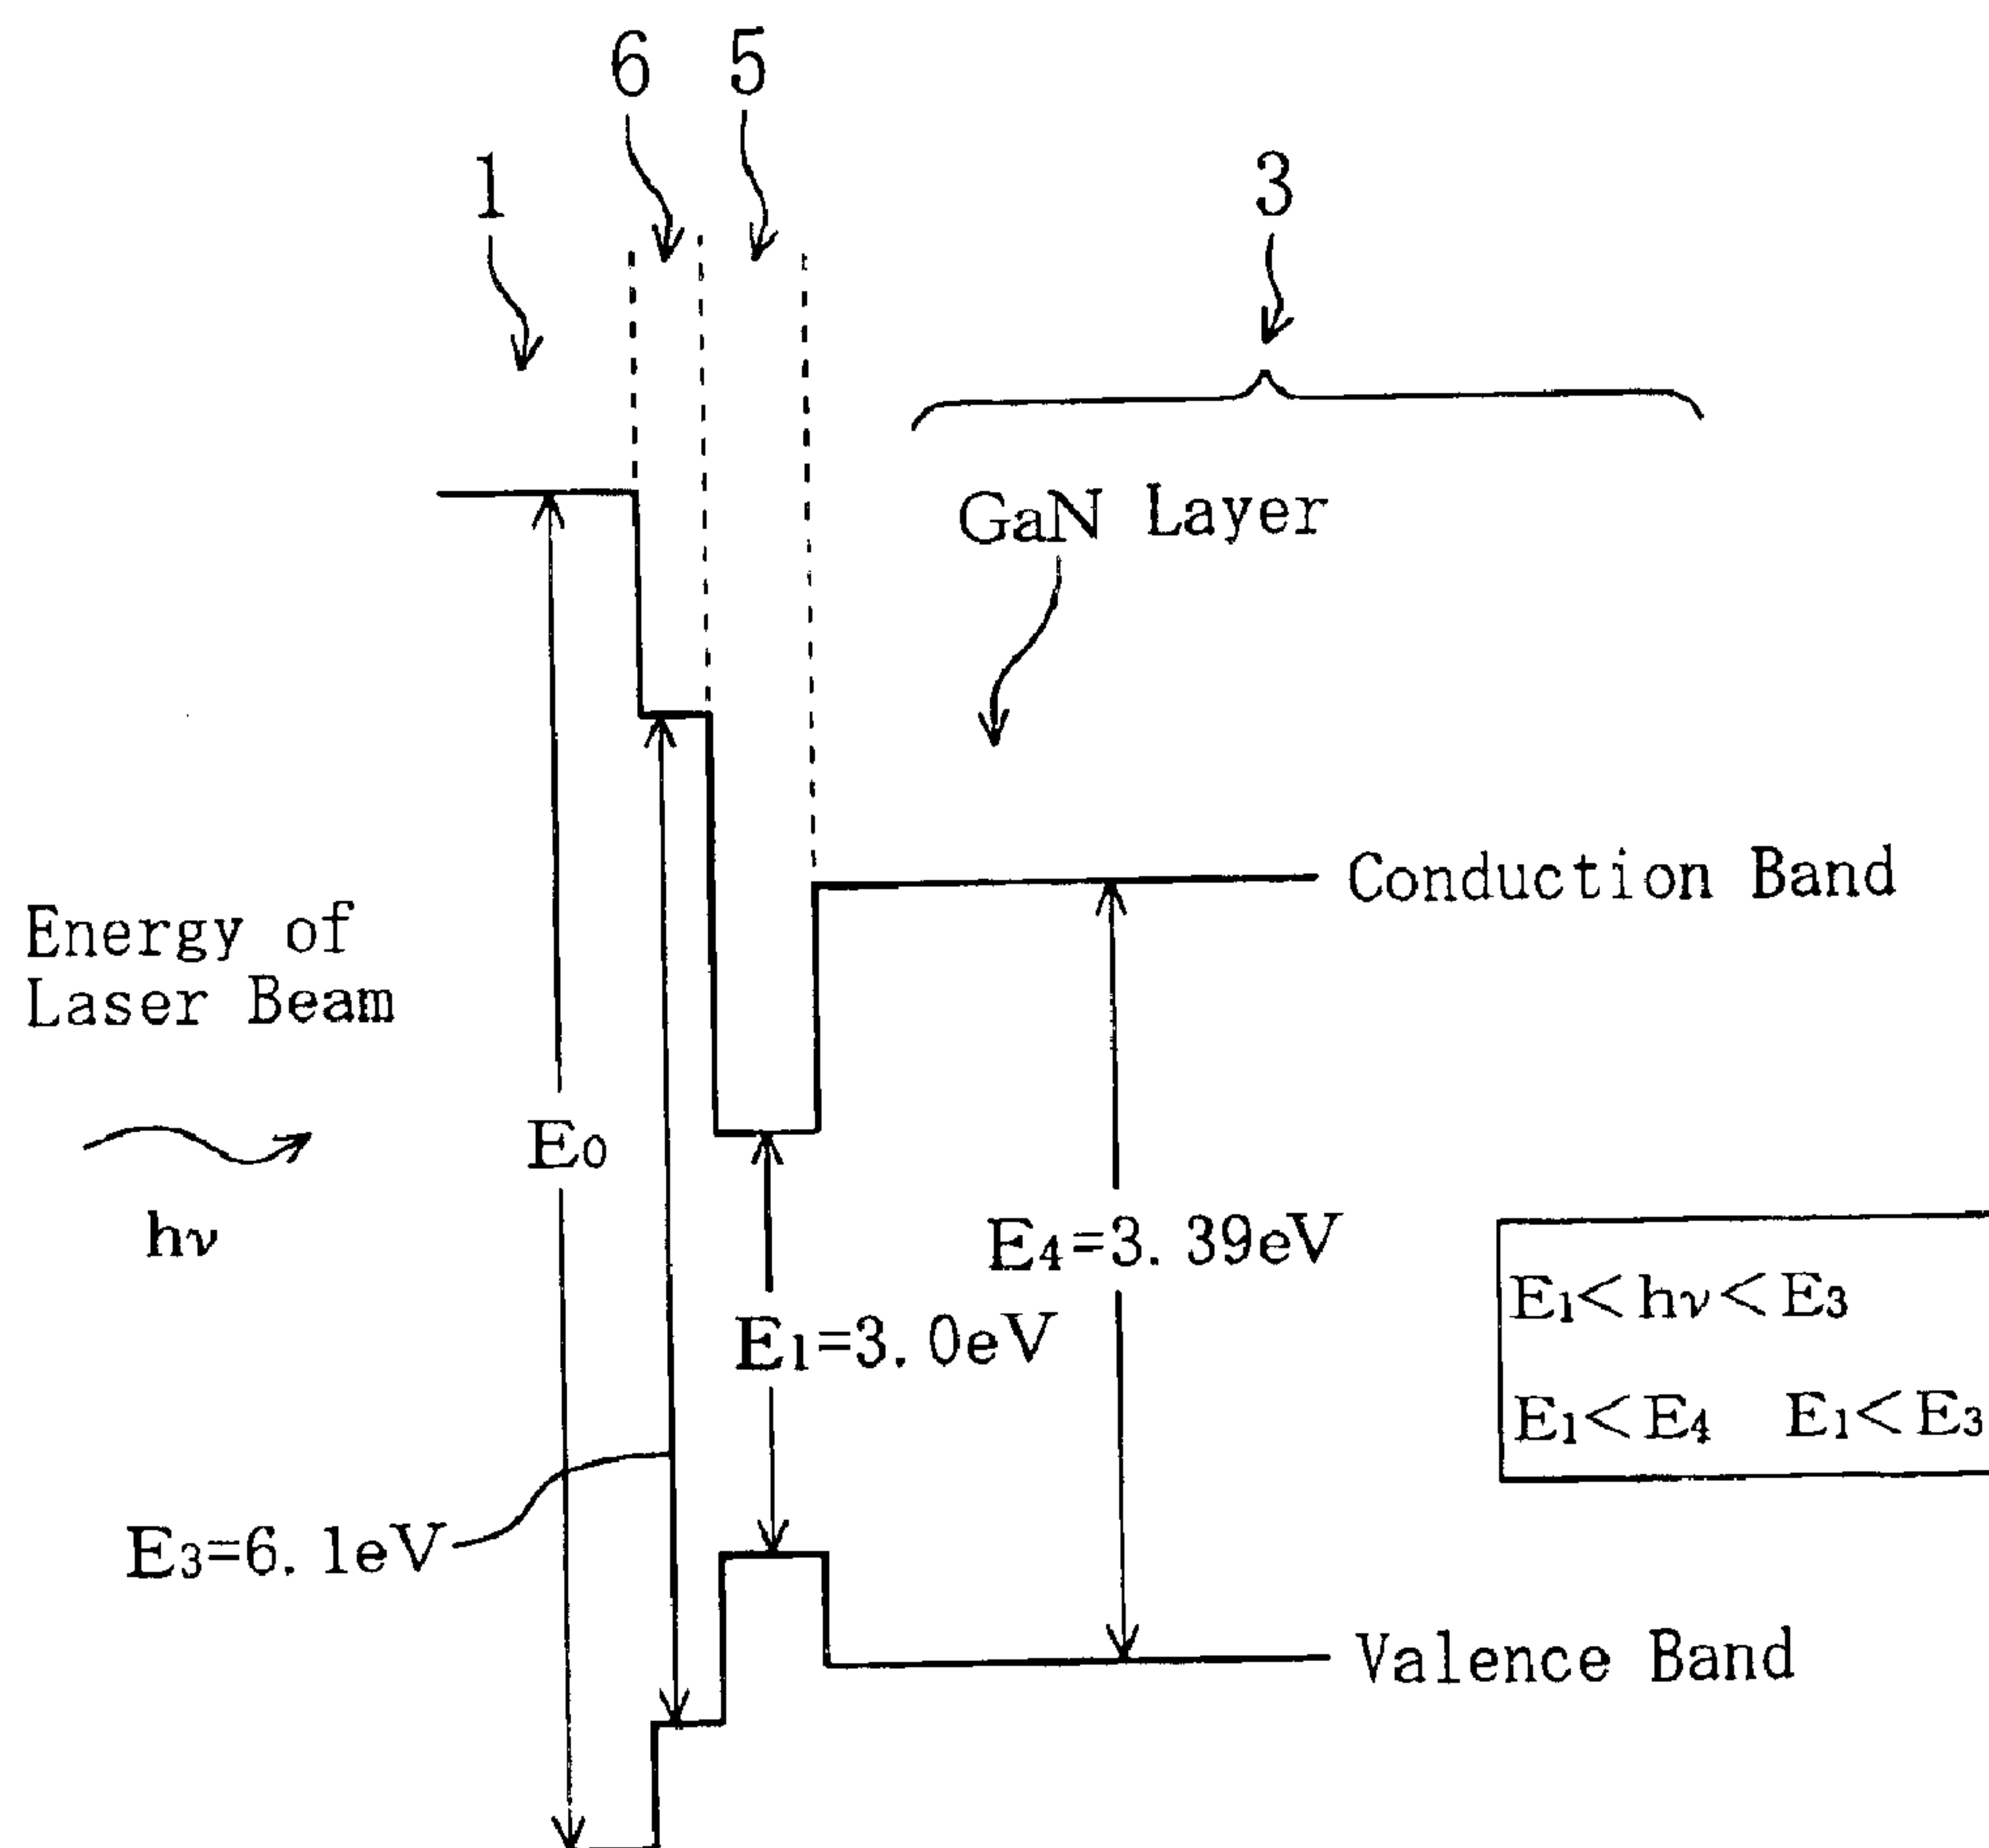 6 5
1
3
GaN Layer
Conduction Band
Energy of
Laser Beam
E0
hν
E4=3.39eV
E1<hν<E3
E1=3.0eV
E1<E4 E1<E3
E3=6.1eV
Valence Band